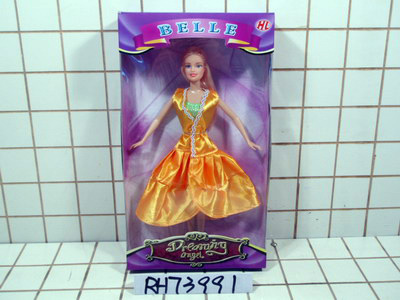 BELLE
HL
Dreaming
angel
RH73991